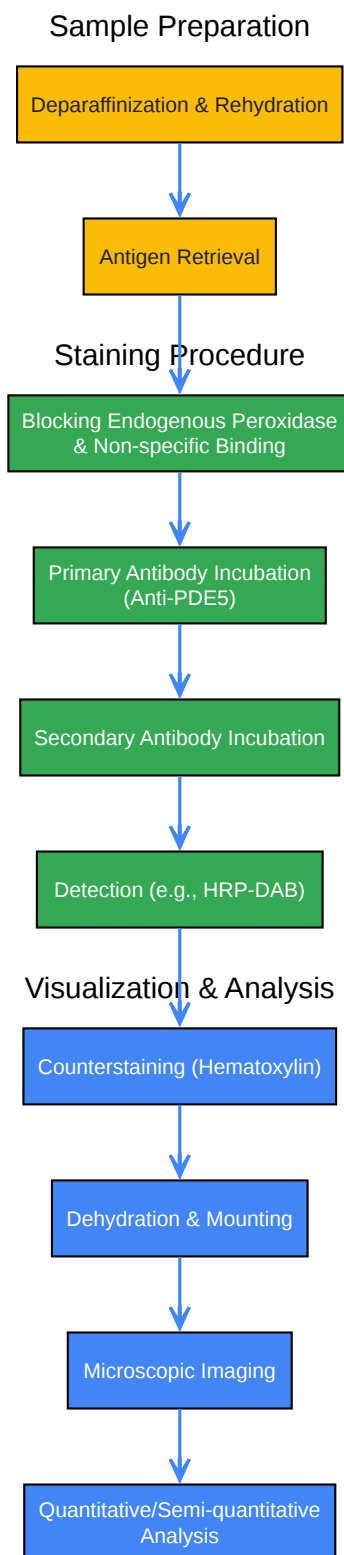 Sample Preparation
Deparaffinization & Rehydration
Antigen Retrieval
Staining Procedure
Blocking Endogenous Peroxidase
& Non-specific Binding
Primary Antibody Incubation
(Anti-PDE5)
Secondary Antibody Incubation
Detection (e.g., HRP-DAB)
Visualization & Analysis
Counterstaining (Hematoxylin)
Dehydration & Mounting
Microscopic Imaging
Quantitative/Semi-quantitative
Analysis